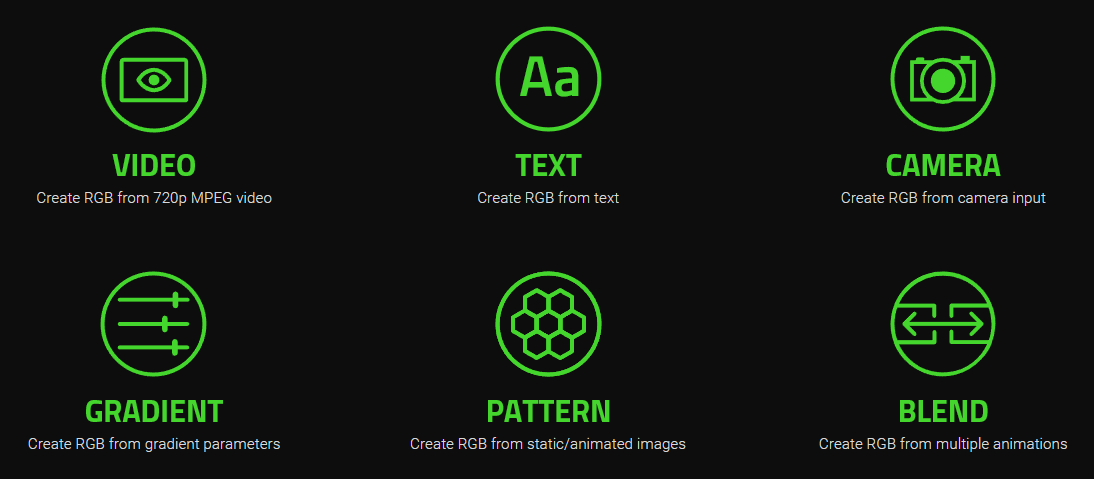 Aa
VIDEO
TEXT
CAMERA
Create RGB from 720p MPEG video
Create RGB from text
Create RGB from camera input
GRADIENT
PATTERN
BLEND
Create RGB from gradient parameters
Create RGB from static/animated images
Create RGB from multiple animations